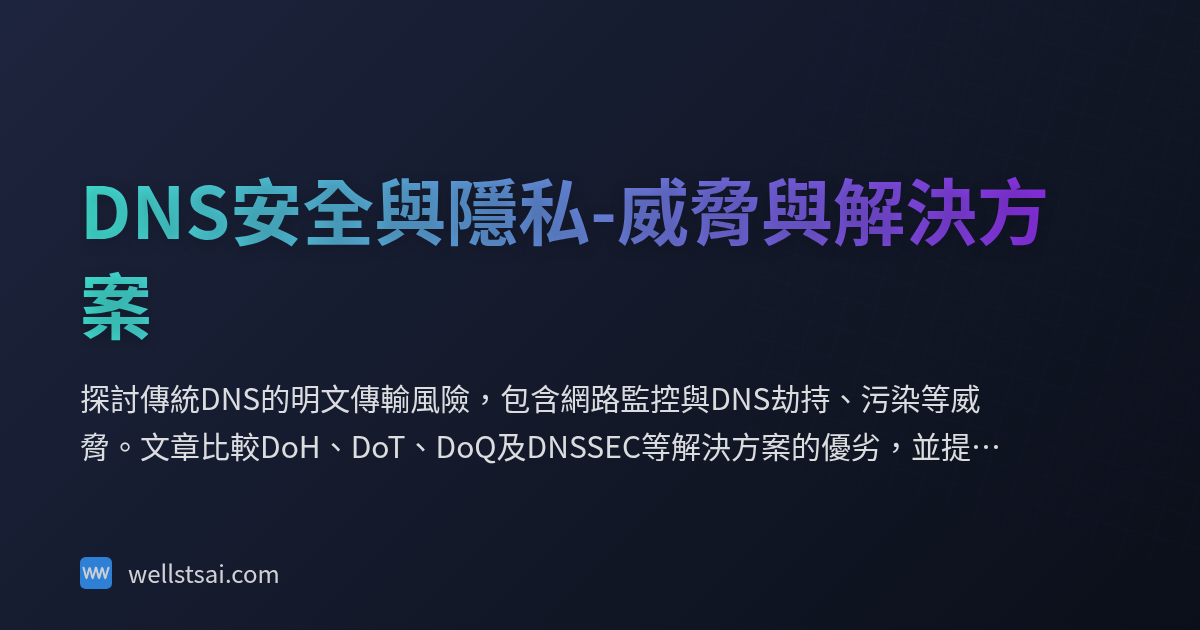 DNS安全與隱私-威脅與解決方
案
探討傳統DNS的明文傳輸風險，包含網路監控與DNS劫持、污染等威
脅。文章比較DoH、DoT、DoQ及DNSSEC等解決方案的優劣，並提…
W wellstsai.com